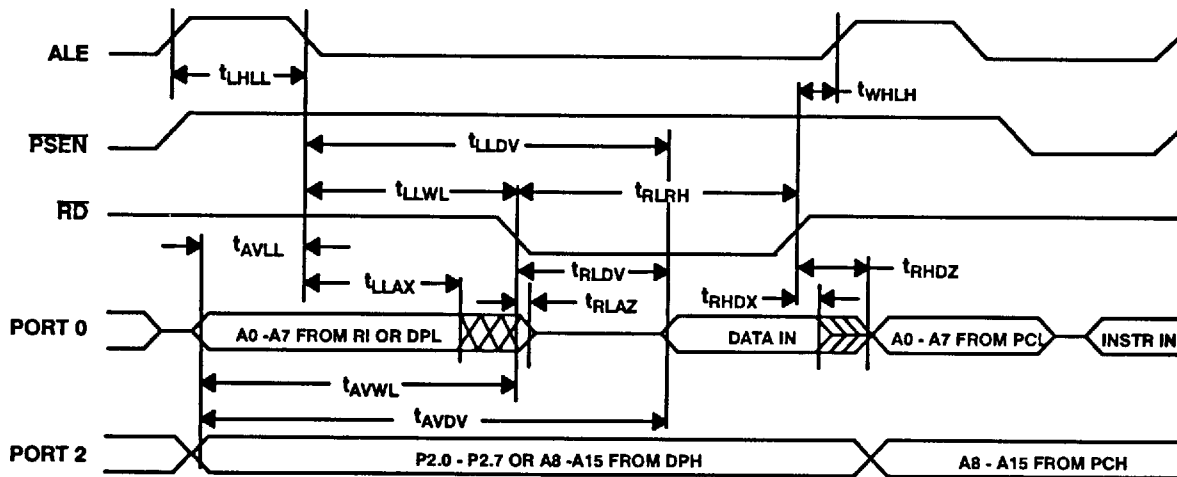 ALE
tLHLL
tWHLH
PSEN
tLLDV
tLLWL
tRLRH
RD
tAVLL
tRLDV
tRHDZ
tLLAX
tRLAZ
tRHDX
PORT 0
A0 -A7 FROM RI OR DPL
DATA IN
A0 - A7 FROM PCL
INSTR IN
tAVWL
tAVDV
PORT 2
P2.0 - P2.7 OR A8 -A15 FROM DPH
A8 - A15 FROM PCH